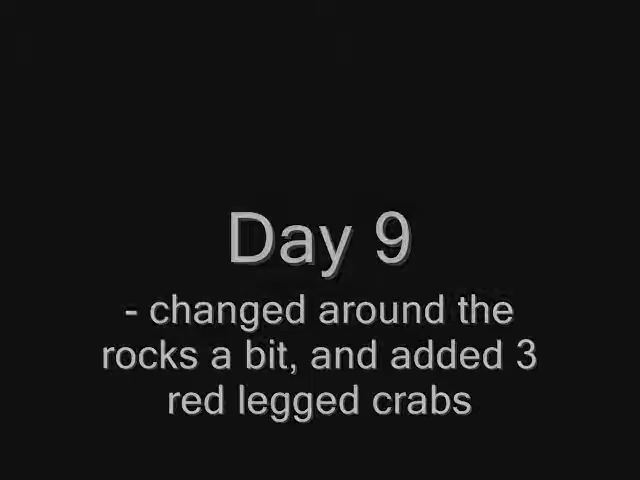 Day 9
- changed around the
rocks a bit, and added 3
red legged crabs